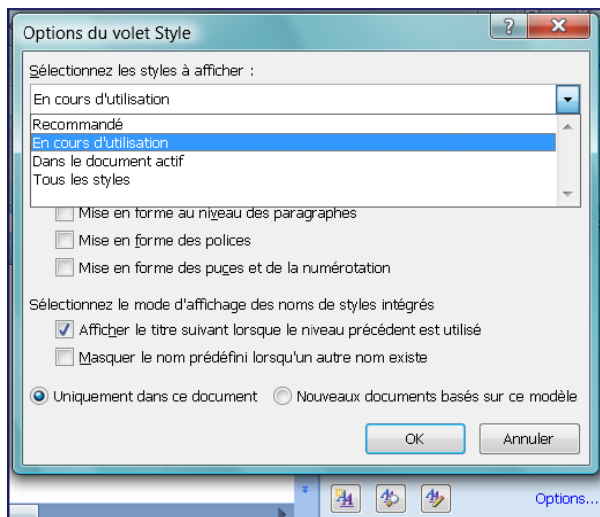 Options du volet Style
Sélectionnez les styles à afficher :
En cours d'utilisation
Recommandé
En cours d'utilisation
Dans le document actif
Tous les styles
Mise en forme au niveau des paragraphes
Mise en forme des polices
Mise en forme des puces et de la numérotation
Sélectionnez le mode d'affichage des noms de styles intégrés
Afficher le titre suivant lorsque le niveau précédent est utilisé
Masquer le nom prédéfini lorsqu'un autre nom existe
Uniquement dans ce document Nouveaux documents basés sur ce modèle
OK Annuler
Options...